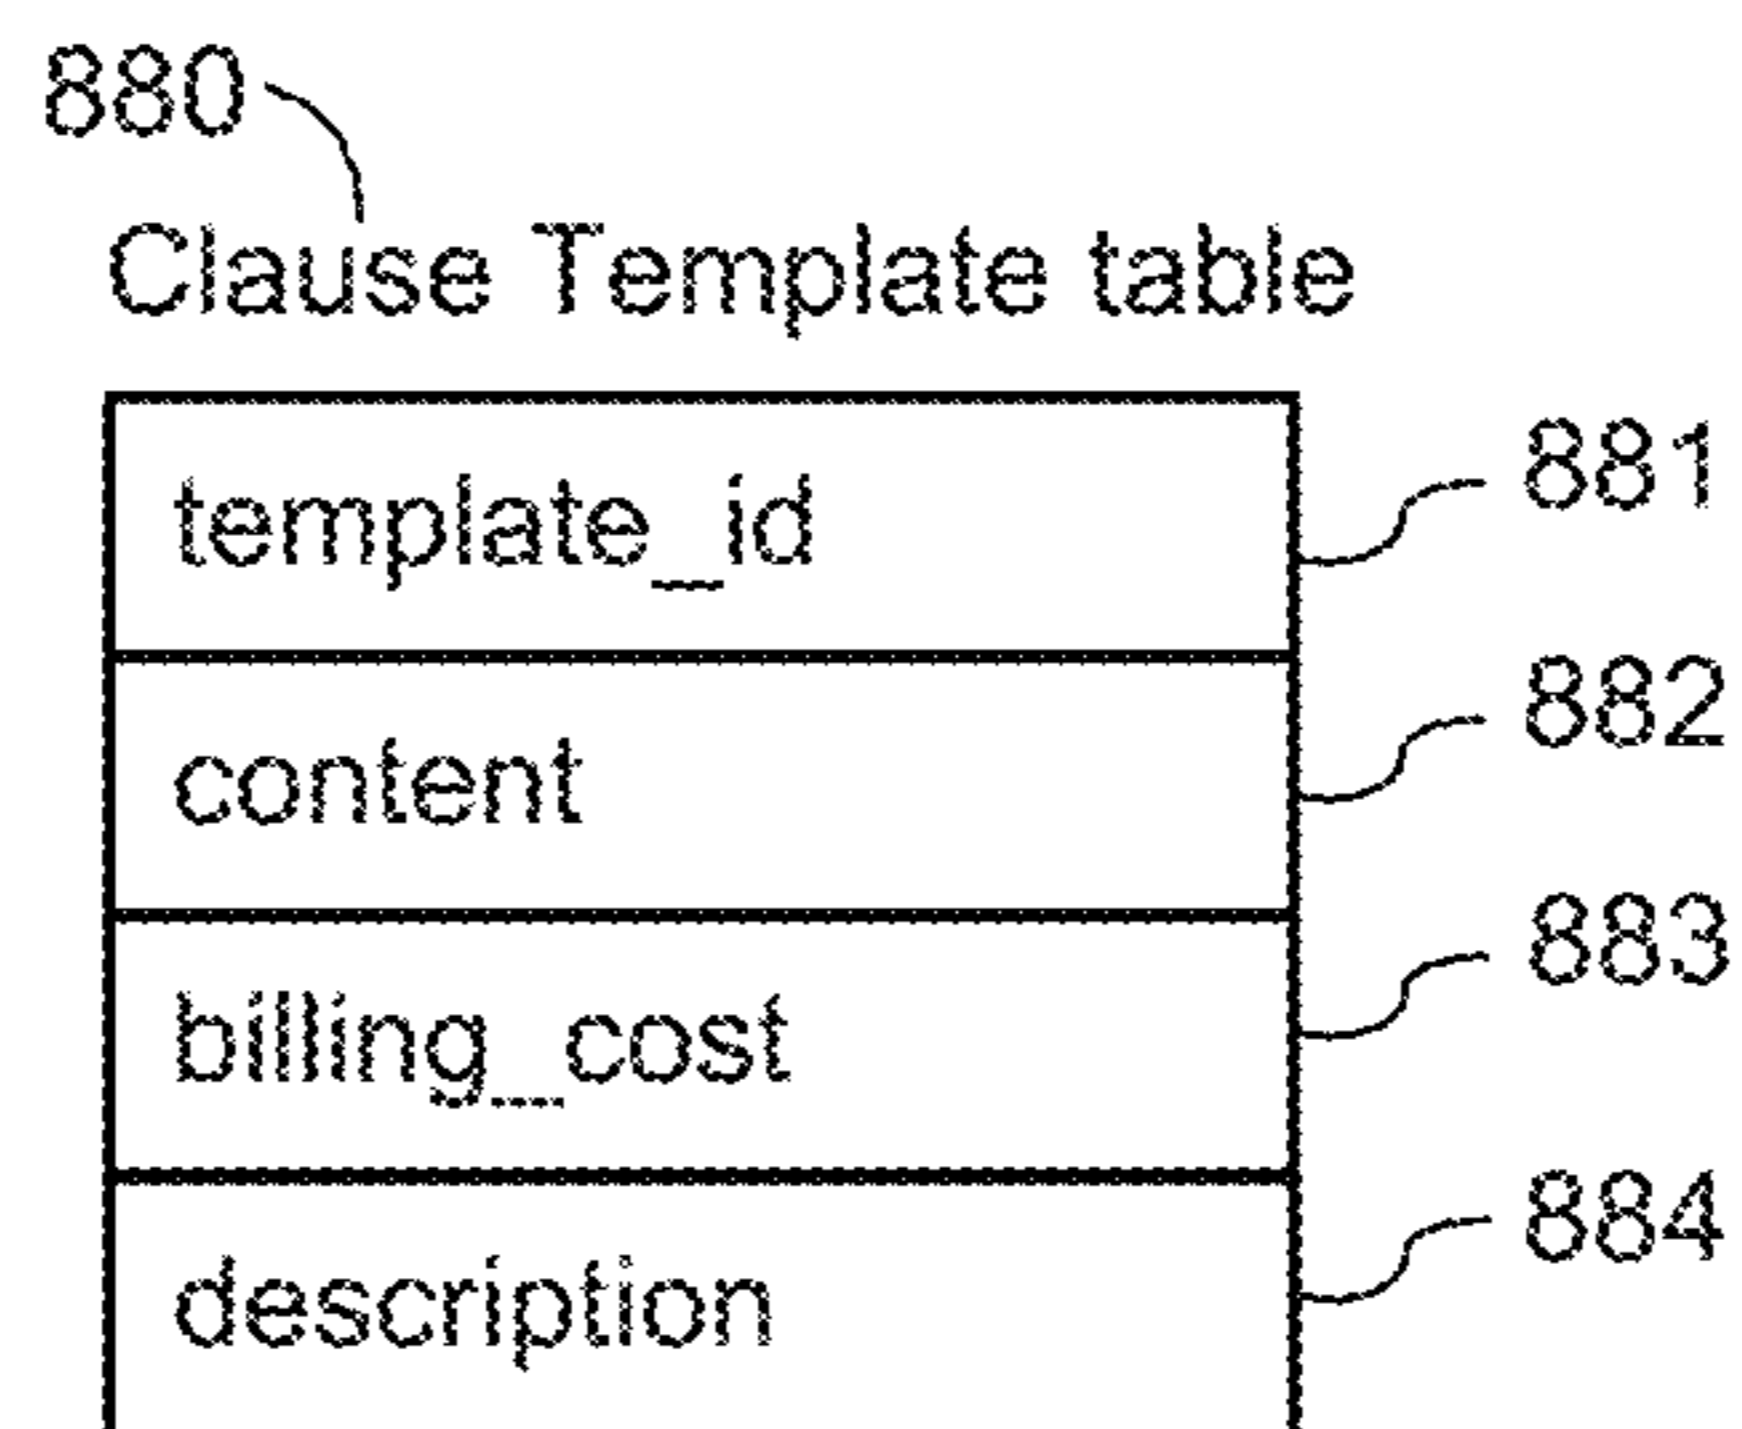 880
Clause Template table
template_id 881
content 882
billing_cost 883
description 884